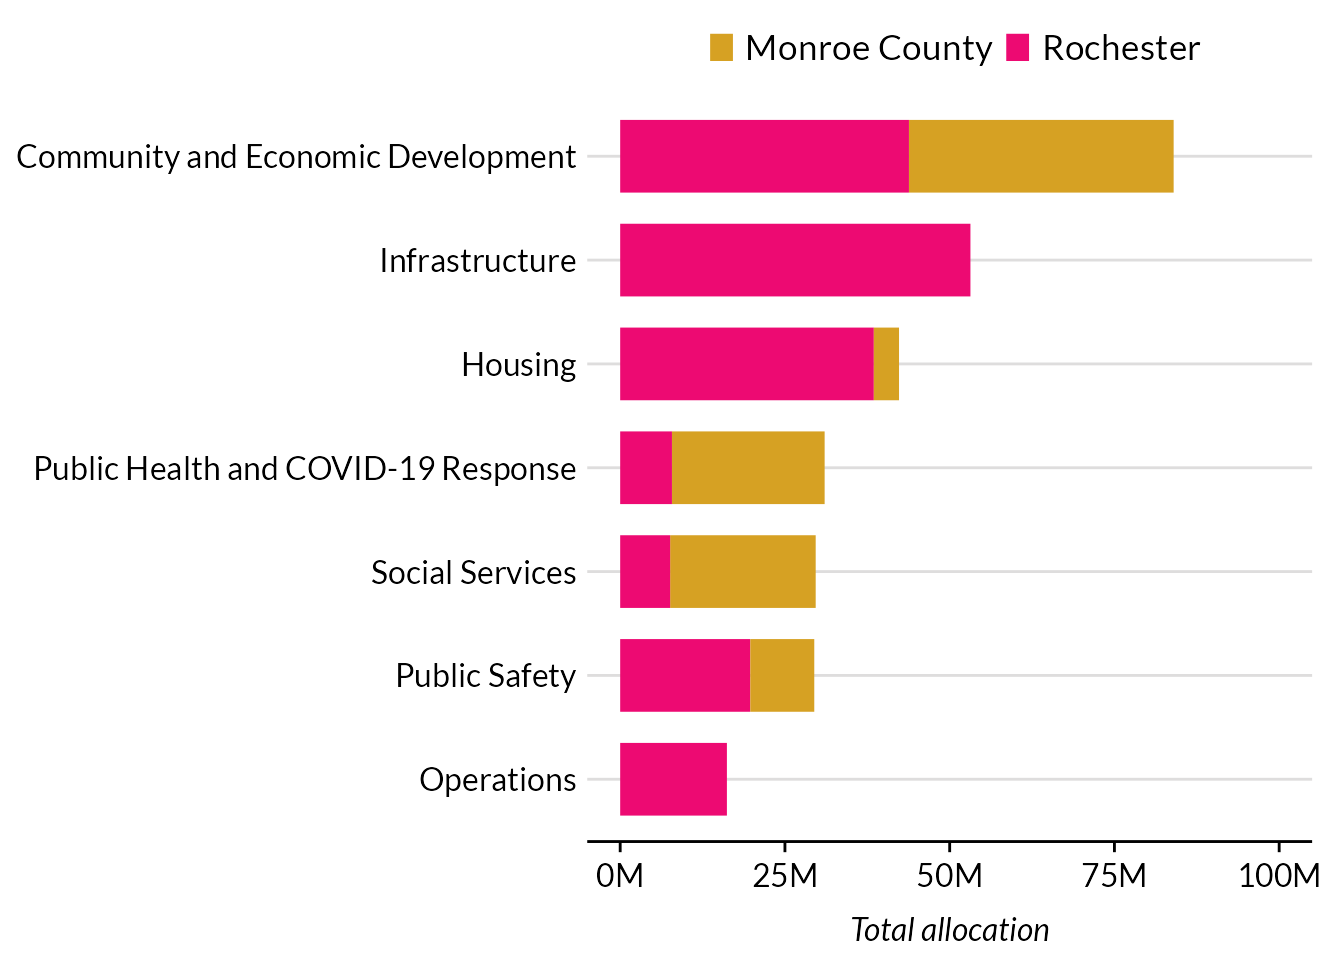 Monroe County Rochester
Community and Economic Development
Infrastructure
Housing
Public Health and COVID-19 Response
Social Services
Public Safety
Operations
0M 25M 50M 75M 100M
Total allocation